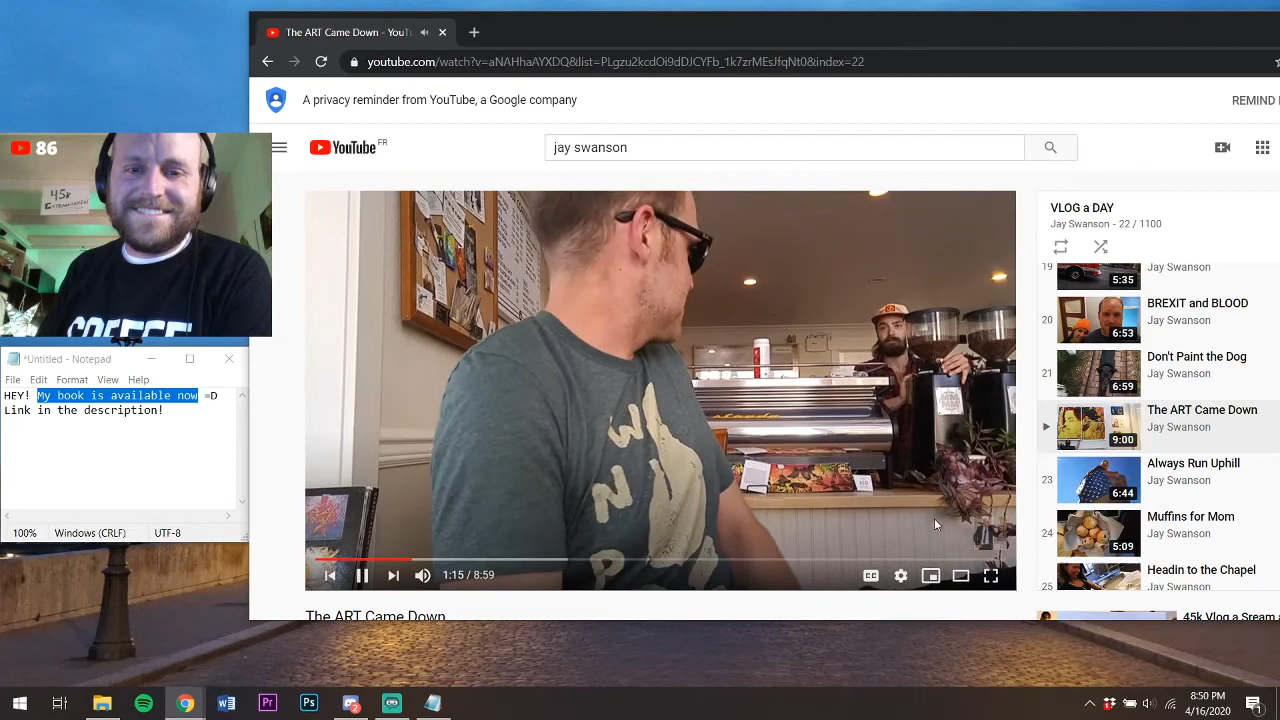 The ART Came Down - YouTu
youtube.com/watch?v=aNAHhaAYXDQ&list=PLgzu2kcdOi9dDJCYFb_1k7zrMEsJfqNt0&index=22
A privacy reminder from YouTube, a Google company
REMIND
86
YouTube FR
jay swanson
45k
COFFEE
W
N
P
VLOG a DAY
Jay Swanson - 22 / 1100
19
5:35
Jay Swanson
20
6:53
BREXIT and BLOOD
Jay Swanson
21
6:59
Don't Paint the Dog
Jay Swanson
9:00
The ART Came Down
Jay Swanson
23
6:44
Always Run Uphill
Jay Swanson
24
5:09
Muffins for Mom
Jay Swanson
25
Headin to the Chapel
Jay Swanson
45k Vlog a Sream a
*Untitled - Notepad
File Edit Format View Help
HEY! My book is available now =D
Link in the description!
100% Windows (CRLF) UTF-8
1:15 / 8:59
The ART Came Down
8:50 PM
4/16/2020